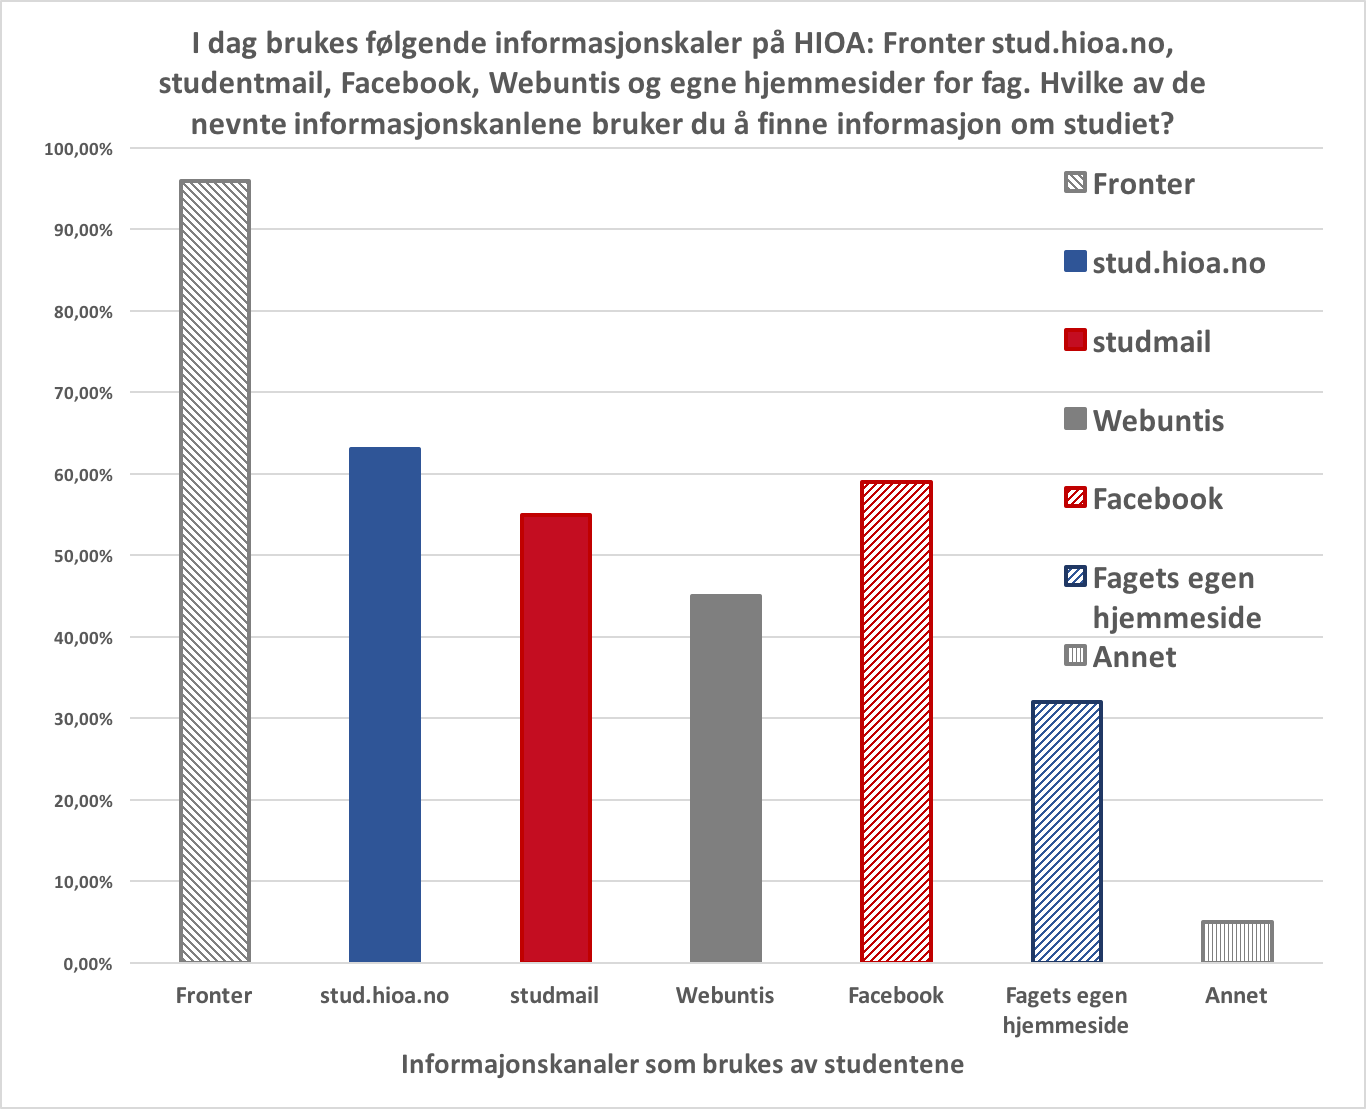 I dag brukes følgende informasjonskaler på HIOA: Fronter stud.hioa.no,
studentmail, Facebook, Webuntis og egne hjemmesider for fag. Hvilke av de
nevnte informasjonskanlene bruker du å finne informasjon om studiet?
100,00%
90,00%
80,00%
70,00%
60,00%
50,00%
40,00%
30,00%
20,00%
10,00%
0,00%
Fronter
stud.hioa.no
studmail
Webuntis
Facebook
Fagets egen
hjemmeside
Annet
Fronter
stud.hioa.no
studmail
Webuntis
Facebook
Fagets egen
hjemmeside
Annet
Informajonskanaler som brukes av studentene